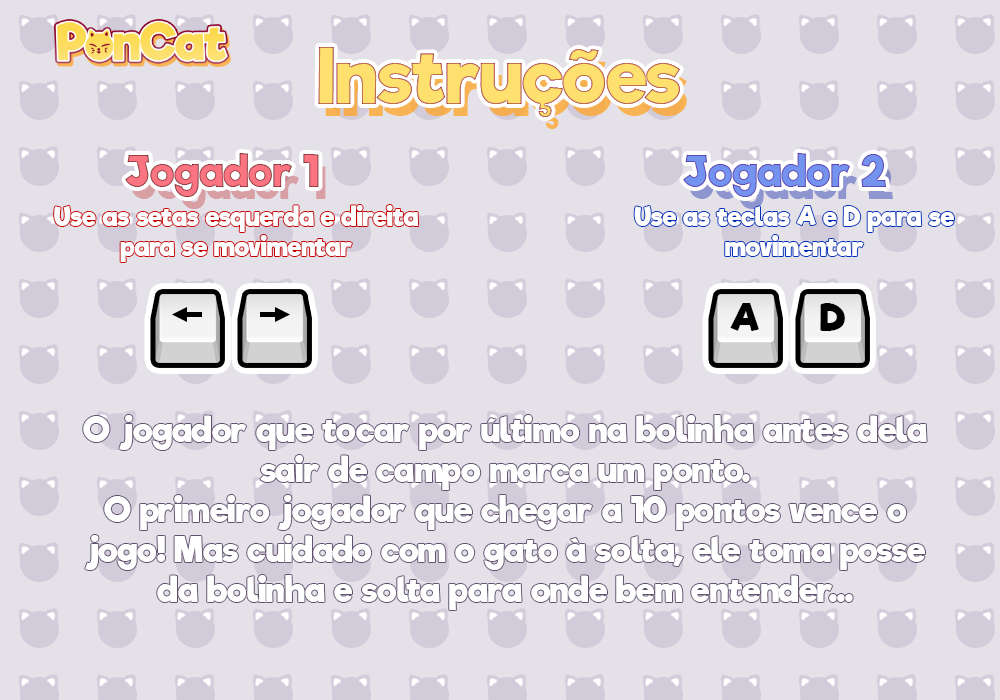 PonCat
Instruções
Jogador 1
Use as setas esquerda e direita
para se movimentar
Jogador 2
Use as teclas A e D para se
movimentar
← →
A D
O jogador que tocar por último na bolinha antes dela
sair de campo marca um ponto.
O primeiro jogador que chegar a 10 pontos vence o
jogo! Mas cuidado com o gato à solta, ele toma posse
da bolinha e solta para onde bem entender...